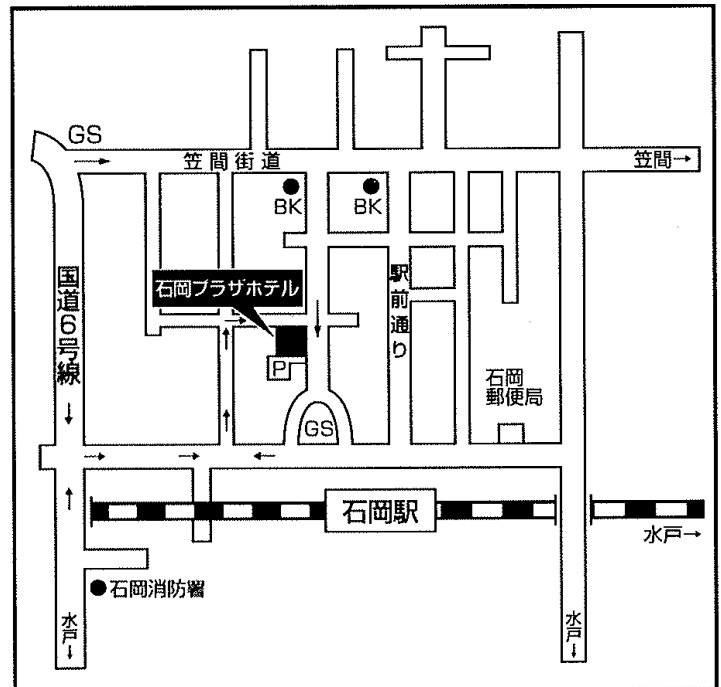 GS
笠間街道
笠間→
BK
BK
国道6号線
石岡プラザホテル
駅前通り
P
石岡
郵便局
GS
石岡駅
水戸→
石岡消防署
水戸→
水戸→